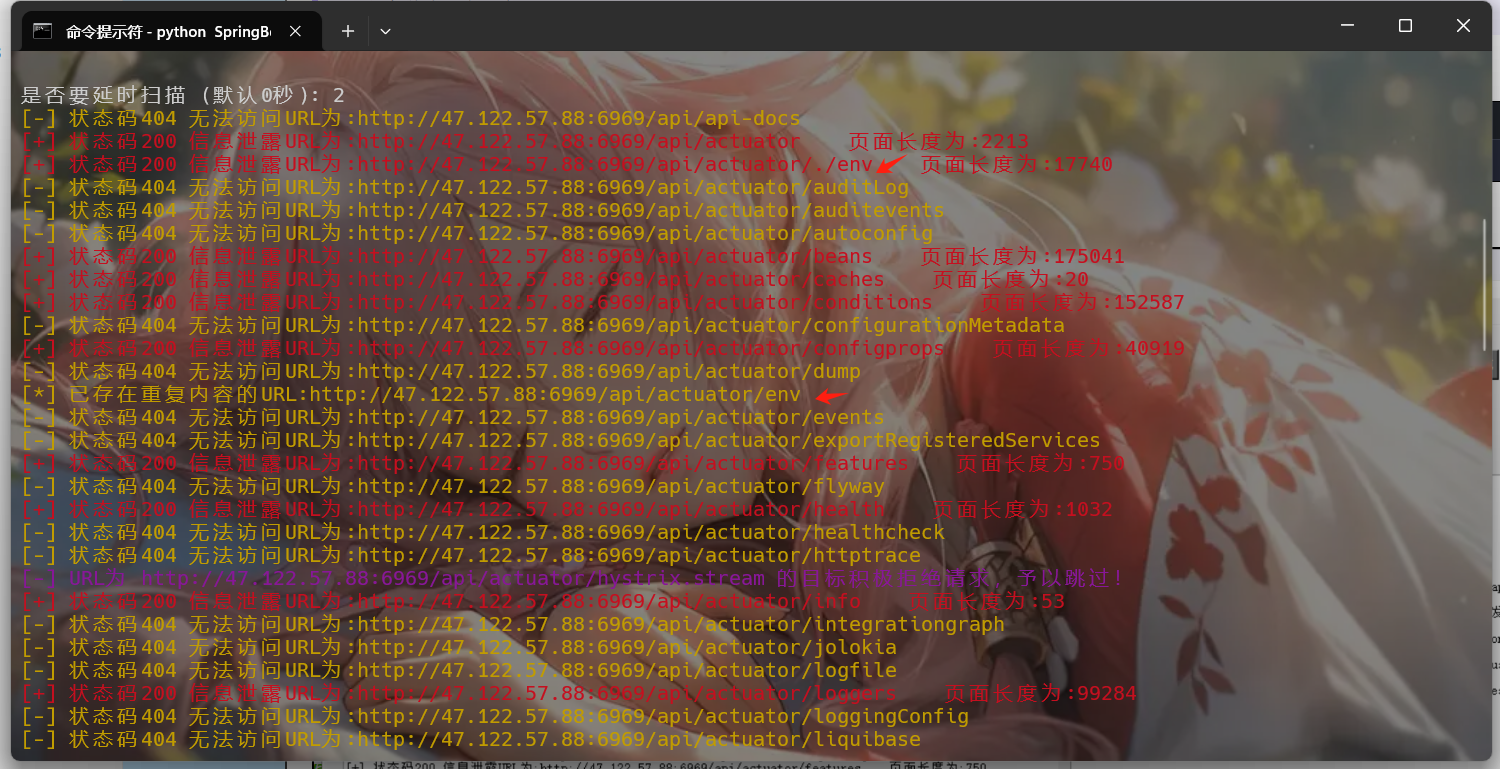 命令提示符 - python  SpringBo
是否要延时扫描 (默认0秒): 2
[-] 状态码404 无法访问URL为:http://47.122.57.88:6969/api/api-docs
[+] 状态码200 信息泄露URL为:http://47.122.57.88:6969/api/actuator    页面长度为:2213
[+] 状态码200 信息泄露URL为:http://47.122.57.88:6969/api/actuator/./env    页面长度为:17740
[-] 状态码404 无法访问URL为:http://47.122.57.88:6969/api/actuator/auditLog
[-] 状态码404 无法访问URL为:http://47.122.57.88:6969/api/actuator/auditevents
[-] 状态码404 无法访问URL为:http://47.122.57.88:6969/api/actuator/autoconfig
[+] 状态码200 信息泄露URL为:http://47.122.57.88:6969/api/actuator/beans    页面长度为:175041
[+] 状态码200 信息泄露URL为:http://47.122.57.88:6969/api/actuator/caches    页面长度为:20
[+] 状态码200 信息泄露URL为:http://47.122.57.88:6969/api/actuator/conditions    页面长度为:152587
[-] 状态码404 无法访问URL为:http://47.122.57.88:6969/api/actuator/configurationMetadata
[+] 状态码200 信息泄露URL为:http://47.122.57.88:6969/api/actuator/configprops    页面长度为:40919
[-] 状态码404 无法访问URL为:http://47.122.57.88:6969/api/actuator/dump
[*] 已存在重复内容的URL:http://47.122.57.88:6969/api/actuator/env
[-] 状态码404 无法访问URL为:http://47.122.57.88:6969/api/actuator/events
[-] 状态码404 无法访问URL为:http://47.122.57.88:6969/api/actuator/exportRegisteredServices
[+] 状态码200 信息泄露URL为:http://47.122.57.88:6969/api/actuator/features    页面长度为:750
[-] 状态码404 无法访问URL为:http://47.122.57.88:6969/api/actuator/flyway
[+] 状态码200 信息泄露URL为:http://47.122.57.88:6969/api/actuator/health    页面长度为:1032
[-] 状态码404 无法访问URL为:http://47.122.57.88:6969/api/actuator/healthcheck
[-] 状态码404 无法访问URL为:http://47.122.57.88:6969/api/actuator/httptrace
URL为 http://47.122.57.88:6969/api/actuator/hystrix.stream 的目标积极拒绝请求，予以跳过!
[+] 状态码200 信息泄露URL为:http://47.122.57.88:6969/api/actuator/info    页面长度为:53
[-] 状态码404 无法访问URL为:http://47.122.57.88:6969/api/actuator/integrationgraph
[-] 状态码404 无法访问URL为:http://47.122.57.88:6969/api/actuator/jolokia
[-] 状态码404 无法访问URL为:http://47.122.57.88:6969/api/actuator/logfile
[+] 状态码200 信息泄露URL为:http://47.122.57.88:6969/api/actuator/loggers    页面长度为:99284
[-] 状态码404 无法访问URL为:http://47.122.57.88:6969/api/actuator/loggingConfig
[-] 状态码404 无法访问URL为:http://47.122.57.88:6969/api/actuator/liquibase
[+] 状态码200 信息泄露URL为:http://47.122.57.88:6969/api/actuator/features    页面长度为:750